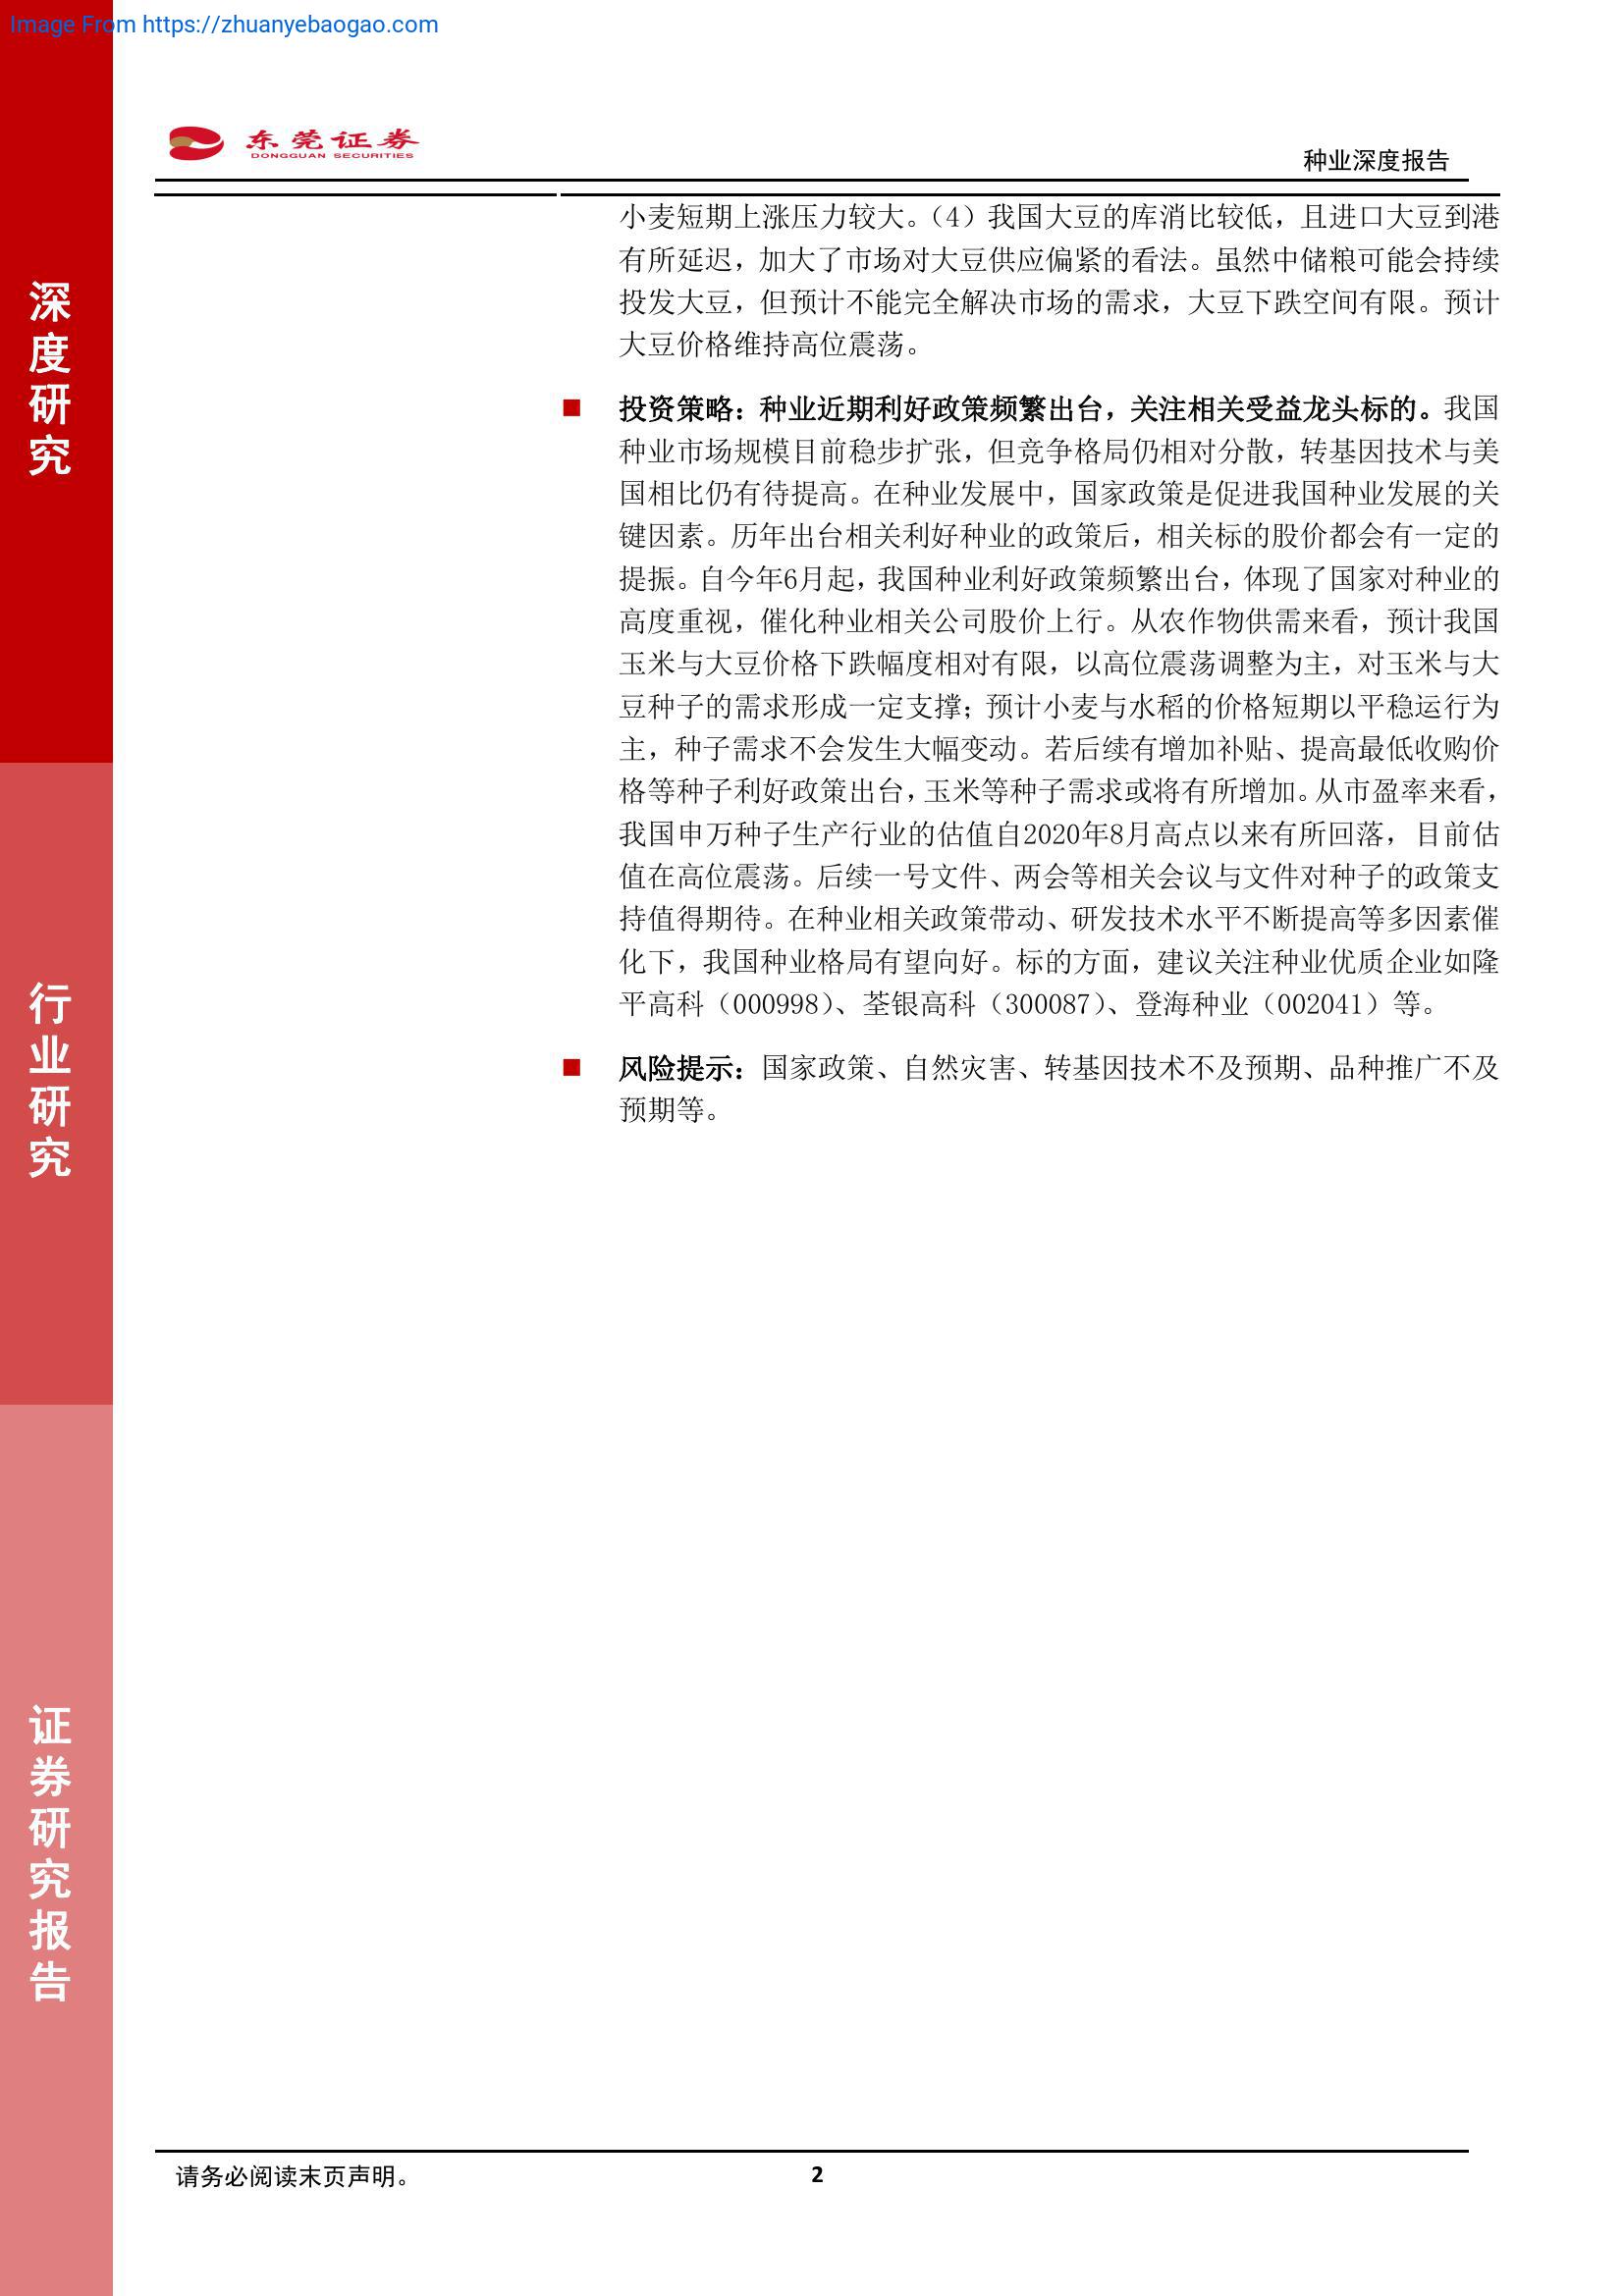 Image From https://zhuanyebaogao.com
东莞证券
DONGGUAN SECURITIES
种业深度报告
深度研究
行业研究
证券研究报告
小麦短期上涨压力较大。（4）我国大豆的库消比较低，且进口大豆到港
有所延迟，加大了市场对大豆供应偏紧的看法。虽然中储粮可能会持续
投发大豆，但预计不能完全解决市场的需求，大豆下跌空间有限。预计
大豆价格维持高位震荡。
■ 投资策略：种业近期利好政策频繁出台，关注相关受益龙头标的。我国
种业市场规模目前稳步扩张，但竞争格局仍相对分散，转基因技术与美
国相比仍有待提高。在种业发展中，国家政策是促进我国种业发展的关
键因素。历年出台相关利好种业的政策后，相关标的股价都会有一定的
提振。自今年6月起，我国种业利好政策频繁出台，体现了国家对种业的
高度重视，催化种业相关公司股价上行。从农作物供需来看，预计我国
玉米与大豆价格下跌幅度相对有限，以高位震荡调整为主，对玉米与大
豆种子的需求形成一定支撑；预计小麦与水稻的价格短期以平稳运行为
主，种子需求不会发生大幅变动。若后续有增加补贴、提高最低收购价
格等种子利好政策出台，玉米等种子需求或将有所增加。从市盈率来看，
我国申万种子生产行业的估值自2020年8月高点以来有所回落，目前估
值在高位震荡。后续一号文件、两会等相关会议与文件对种子的政策支
持值得期待。在种业相关政策带动、研发技术水平不断提高等多因素催
化下，我国种业格局有望向好。标的方面，建议关注种业优质企业如隆
平高科（000998）、荃银高科（300087）、登海种业（002041）等。
■ 风险提示：国家政策、自然灾害、转基因技术不及预期、品种推广不及
预期等。
请务必阅读末页声明。
2